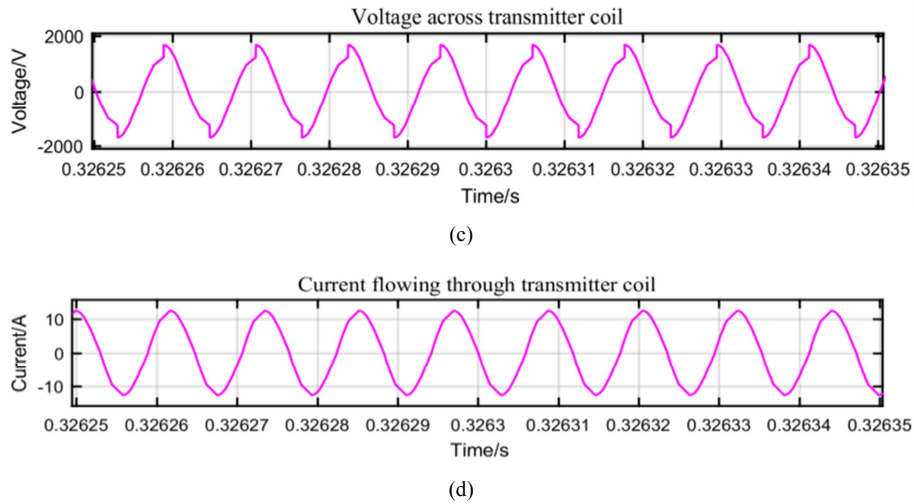 Voltage across transmitter coil
2000
0
-2000
Voltage/V
0.32625 0.32626 0.32627 0.32628 0.32629 0.3263 0.32631 0.32632 0.32633 0.32634 0.32635
Time/s
(c)
Current flowing through transmitter coil
10
0
-10
Current/A
0.32625 0.32626 0.32627 0.32628 0.32629 0.3263 0.32631 0.32632 0.32633 0.32634 0.32635
Time/s
(d)